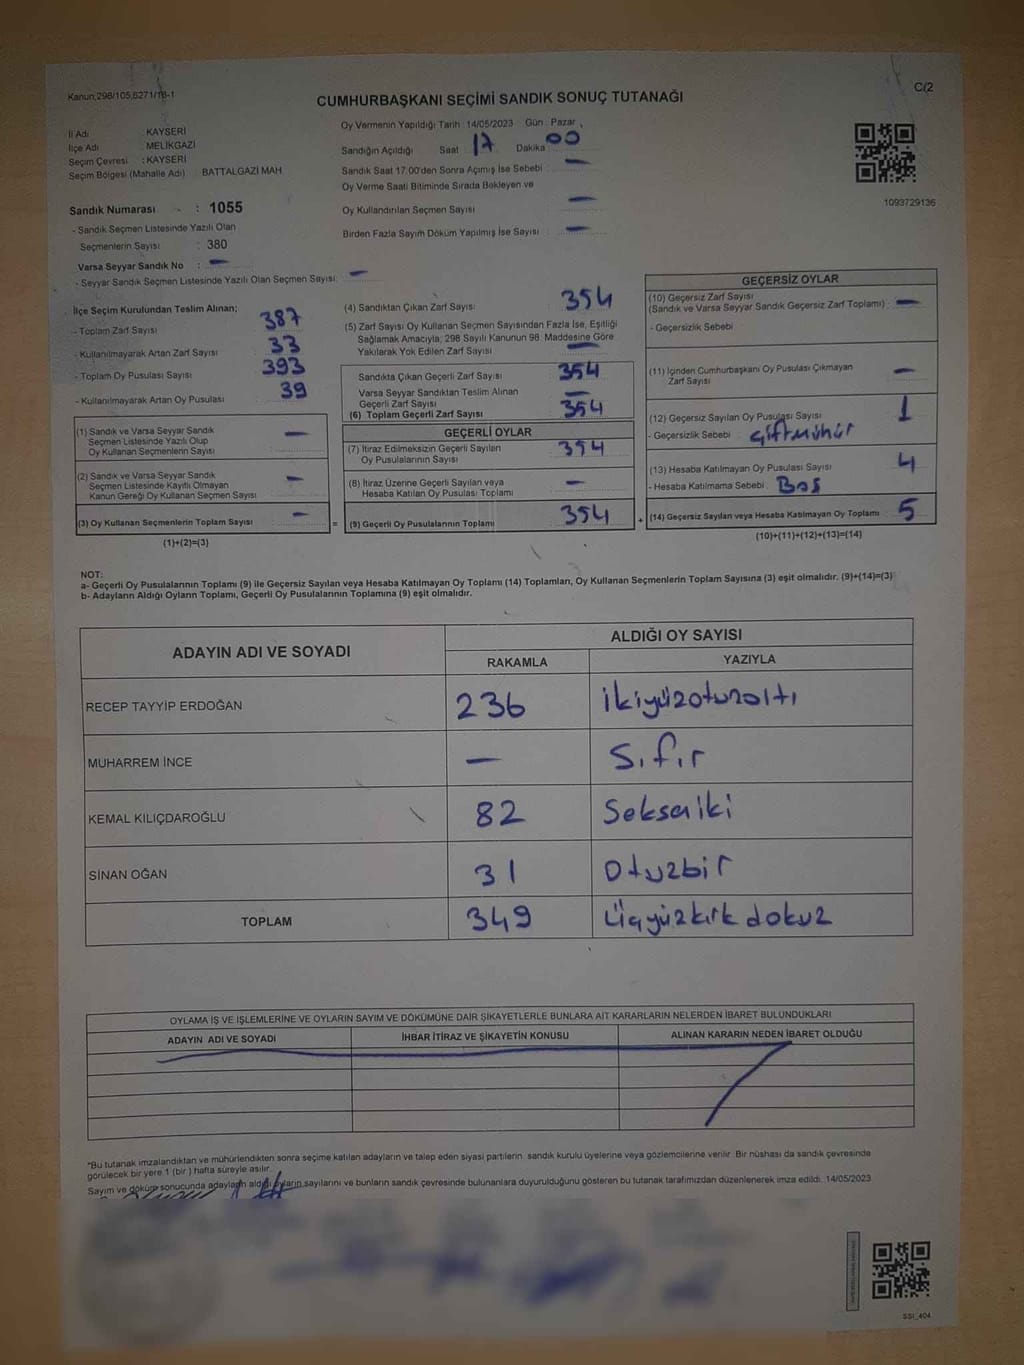 Kanun:298/105,6271/18-1
C/2
CUMHURBAŞKANI SEÇİMİ SANDIK SONUÇ TUTANAĞI
İl Adı KAYSERİ
İlçe Adı MELİKGAZİ
Seçim Çevresi : KAYSERİ
Seçim Bölgesi (Mahalle Adı) BATTALGAZİ MAH
Sandık Numarası : 1055
- Sandık Seçmen Listesinde Yazılı Olan
Seçmenlerin Sayısı : 380
Varsa Seyyar Sandık No : -
- Seyyar Sandık Seçmen Listesinde Yazılı Olan Seçmen Sayısı: -
Oy Vermenin Yapıldığı Tarih :14/05/2023 Gün : Pazar
Sandığın Açıldığı Saat : 17 Dakika : 00
Sandık Saat 17.00'den Sonra Açılmış İse Sebebi : -
Oy Verme Saati Bitiminde Sırada Bekleyen ve
Oy Kullandırılan Seçmen Sayısı : -
Birden Fazla Sayım Döküm Yapılmış İse Sayısı : -
1093729136
İlçe Seçim Kurulundan Teslim Alınan;
- Toplam Zarf Sayısı : 387
- Kullanılmayarak Artan Zarf Sayısı : 33
- Toplam Oy Pusulası Sayısı : 393
- Kullanılmayarak Artan Oy Pusulası : 39
(1) Sandık ve Varsa Seyyar Sandık
Seçmen Listesinde Yazılı Olup
Oy Kullanan Seçmenlerin Sayısı : -
(2) Sandık ve Varsa Seyyar Sandık
Seçmen Listesinde Kayıtlı Olmayan
Kanun Gereği Oy Kullanan Seçmen Sayısı : -
(3) Oy Kullanan Seçmenlerin Toplam Sayısı : -
(1)+(2)=(3)
(4) Sandıktan Çıkan Zarf Sayısı : 354
(5) Zarf Sayısı Oy Kullanan Seçmen Sayısından Fazla İse, Eşitliği
Sağlamak Amacıyla; 298 Sayılı Kanunun 98. Maddesine Göre
Yakılarak Yok Edilen Zarf Sayısı : -
Sandıkta Çıkan Geçerli Zarf Sayısı : 354
Varsa Seyyar Sandıktan Teslim Alınan
Geçerli Zarf Sayısı : -
(6) Toplam Geçerli Zarf Sayısı : 354
GEÇERLİ OYLAR
(7) İtiraz Edilmeksizin Geçerli Sayılan
Oy Pusulalarının Sayısı : 354
(8) İtiraz Üzerine Geçerli Sayılan veya
Hesaba Katılan Oy Pusulası Toplamı : -
= (9) Geçerli Oy Pusulalarının Toplamı : 354
GEÇERSİZ OYLAR
(10) Geçersiz Zarf Sayısı
(Sandık ve Varsa Seyyar Sandık Geçersiz Zarf Toplamı) : -
- Geçersizlik Sebebi
(11) İçinden Cumhurbaşkanı Oy Pusulası Çıkmayan
Zarf Sayısı : -
(12) Geçersiz Sayılan Oy Pusulası Sayısı : 1
- Geçersizlik Sebebi : çiftmühür
(13) Hesaba Katılmayan Oy Pusulası Sayısı : 4
- Hesaba Katılmama Sebebi : Boş
+ (14) Geçersiz Sayılan veya Hesaba Katılmayan Oy Toplamı : 5
(10)+(11)+(12)+(13)=(14)
NOT:
a- Geçerli Oy Pusulalarının Toplamı (9) ile Geçersiz Sayılan veya Hesaba Katılmayan Oy Toplamı (14) Toplamları, Oy Kullanan Seçmenlerin Toplam Sayısına (3) eşit olmalıdır. (9)+(14)=(3)
b- Adayların Aldığı Oyların Toplamı, Geçerli Oy Pusulalarının Toplamına (9) eşit olmalıdır.
ADAYIN ADI VE SOYADI ALDIĞI OY SAYISI
RAKAMLA YAZIYLA
RECEP TAYYİP ERDOĞAN 236 ikiyüzotuzaltı
MUHARREM İNCE - Sıfır
KEMAL KILIÇDAROĞLU 82 Seksaiki
SİNAN OĞAN 31 Otuzbir
TOPLAM 349 Üçyüzkırkdokuz
OYLAMA İŞ VE İŞLEMLERİNE VE OYLARIN SAYIM VE DÖKÜMÜNE DAİR ŞİKAYETLERLE BUNLARA AİT KARARLARIN NELERDEN İBARET BULUNDUKLARI
ADAYIN ADI VE SOYADI İHBAR İTİRAZ VE ŞİKAYETİN KONUSU ALINAN KARARIN NEDEN İBARET OLDUĞU
*Bu tutanak imzalandıktan ve mühürlendikten sonra seçime katılan adayların ve talep eden siyasi partilerin sandık kurulu üyelerine veya gözlemcilerine verilir. Bir nüshası da sandık çevresinde
görülecek bir yere 1 (bir) hafta süreyle asılır.
Sayım ve döküm sonucunda adayların aldığı oyların sayılarını ve bunların sandık çevresinde bulunanlara duyurulduğunu gösteren bu tutanak tarafımızdan düzenlenerek imza edildi. 14/05/2023
SSI_404